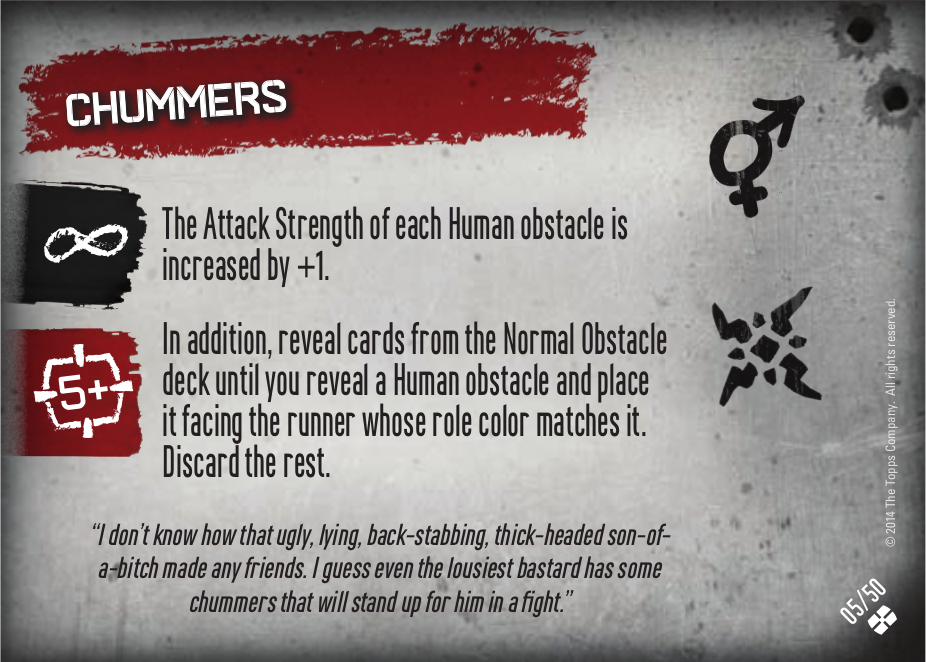 CHUMMERS
The Attack Strength of each Human obstacle is
increased by +1.
5+
In addition, reveal cards from the Normal Obstacle
deck until you reveal a Human obstacle and place
it facing the runner whose role color matches it.
Discard the rest.
“I don’t know how that ugly, lying, back-stabbing, thick-headed son-of-
a-bitch made any friends. I guess even the lousiest bastard has some
chummers that will stand up for him in a fight.”
© 2014 The Topps Company. All rights reserved.
05/50